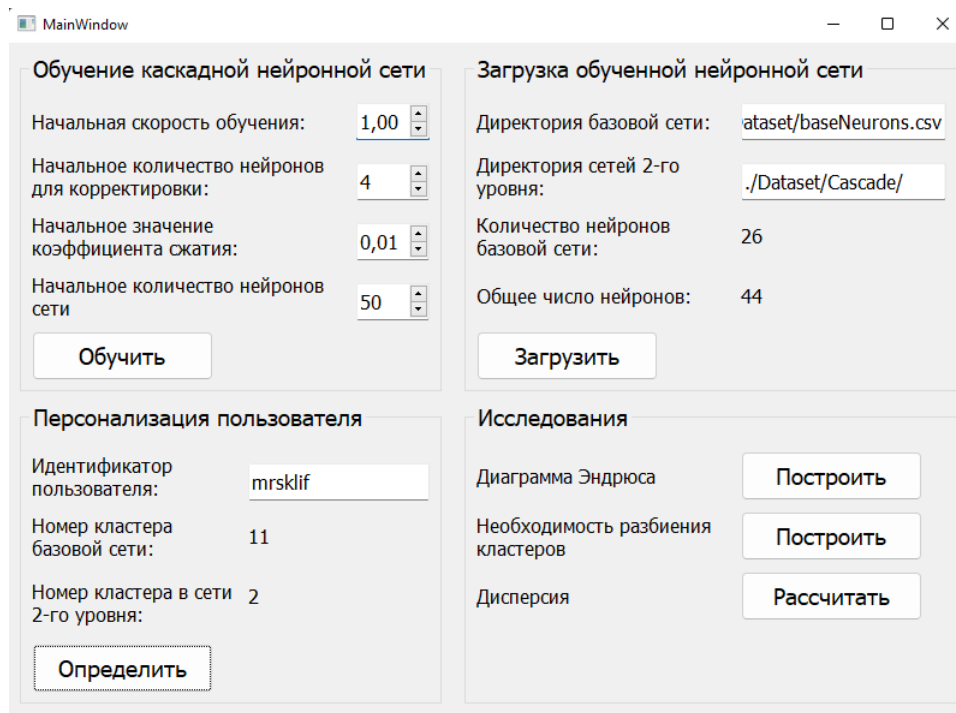 MainWindow
Обучение каскадной нейронной сети
Начальная скорость обучения: 1,00
Начальное количество нейронов
для корректировки: 4
Начальное значение
коэффициента сжатия: 0,01
Начальное количество нейронов
сети 50
Обучить
Загрузка обученной нейронной сети
Директория базовой сети: ataset/baseNeurons.csv
Директория сетей 2-го
уровня: ./Dataset/Cascade/
Количество нейронов
базовой сети: 26
Общее число нейронов: 44
Загрузить
Персонализация пользователя
Идентификатор
пользователя: mrsklif
Номер кластера
базовой сети: 11
Номер кластера в сети 2
2-го уровня:
Определить
Исследования
Диаграмма Эндрюса Построить
Необходимость разбиения
кластеров Построить
Дисперсия Рассчитать